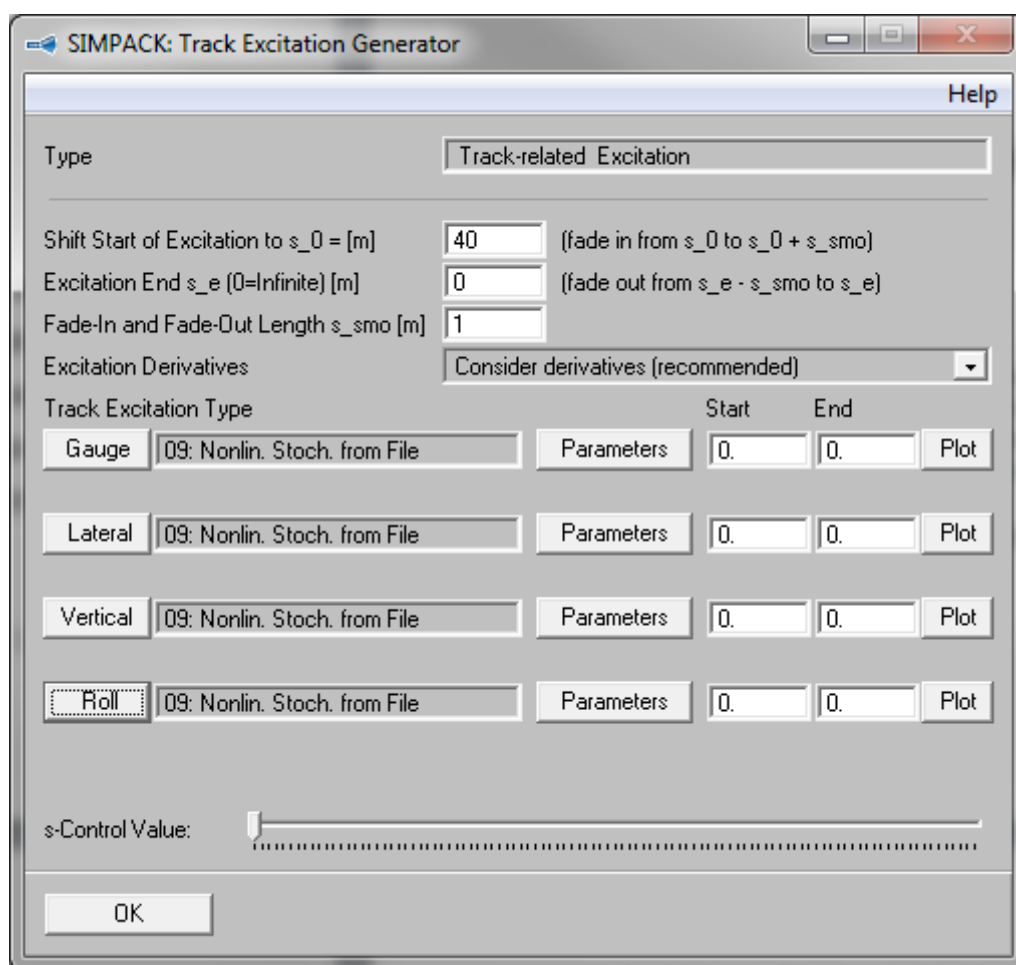 SIMPACK: Track Excitation Generator
Help
Type Track-related Excitation
Shift Start of Excitation to s_0 = [m] 40 (fade in from s_0 to s_0 + s_smo)
Excitation End s_e (0=Infinite) [m] 0 (fade out from s_e - s_smo to s_e)
Fade-In and Fade-Out Length s_smo [m] 1
Excitation Derivatives Consider derivatives (recommended)
Track Excitation Type Start End
Gauge 09: Nonlin. Stoch. from File Parameters 0. 0. Plot
Lateral 09: Nonlin. Stoch. from File Parameters 0. 0. Plot
Vertical 09: Nonlin. Stoch. from File Parameters 0. 0. Plot
Roll 09: Nonlin. Stoch. from File Parameters 0. 0. Plot
s-Control Value:
OK